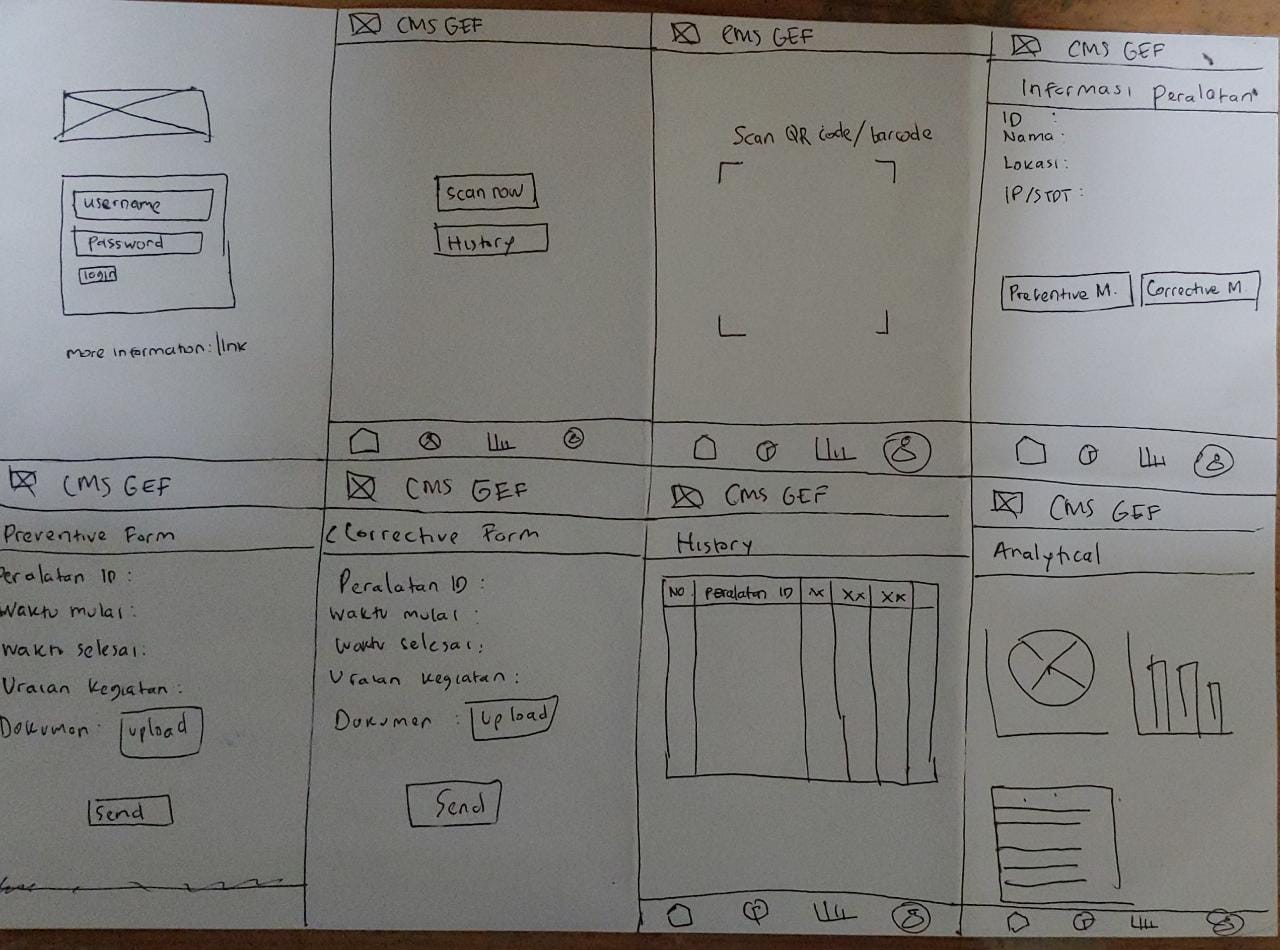 username
Password
login
more information: link
CMS GEF
Scan now
History
CMS GEF
Scan QR code/barcode
CMS GEF
Informasi Peralatan
ID :
Nama :
Lokasi :
IP/STDT :
Preventive M.
Corrective M.
CMS GEF
Preventive Form
Peralatan ID :
Waktu mulai :
Waktu selesai :
Uraian Kegiatan :
Dokumen : upload
Send
CMS GEF
Corrective Form
Peralatan ID :
Waktu mulai :
Waktu selesai :
Uraian Kegiatan :
Dokumen : upload
Send
CMS GEF
History
NO Peralatan ID xx xx xx
CMS GEF
Analytical